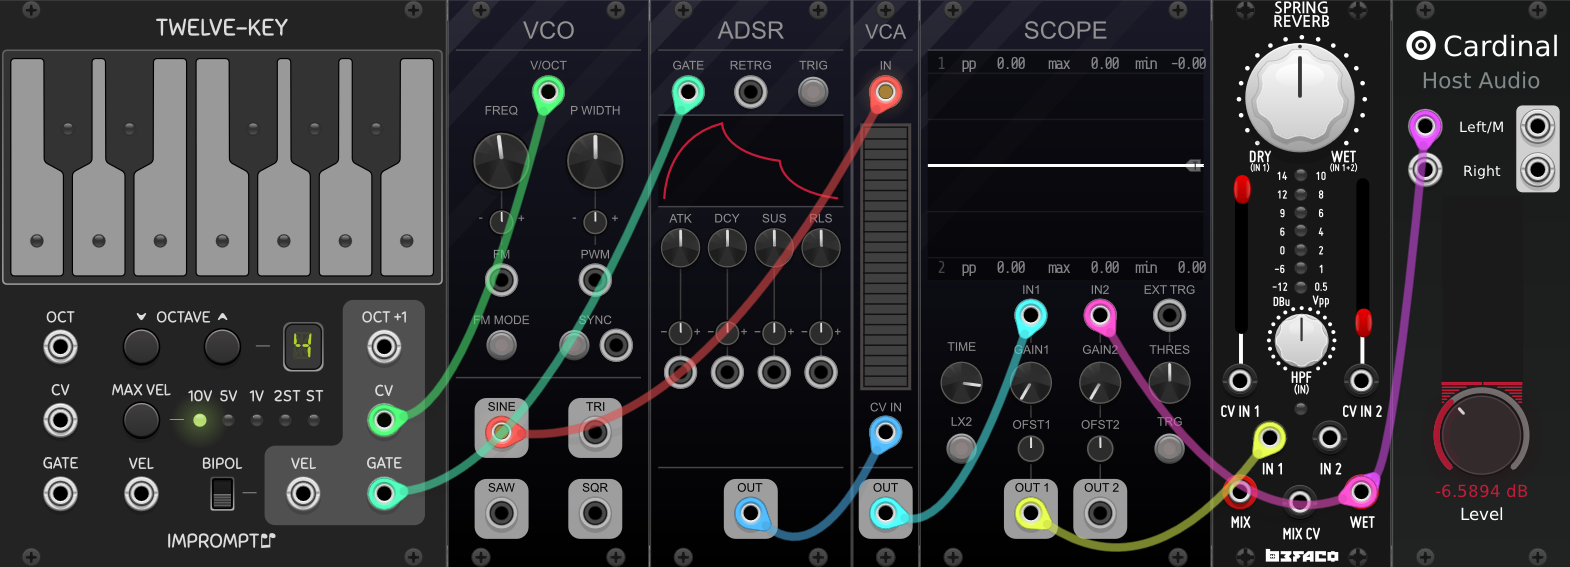 TWELVE-KEY
OCT
OCTAVE
4
OCT +1
CV
MAX VEL
10V 5V 1V 2ST ST
CV
GATE
VEL
BIPOL
VEL
GATE
IMPROMPTU
VCO
V/OCT
FREQ
P WIDTH
- +
- +
FM
PWM
FM MODE
SYNC
SINE
TRI
SAW
SQR
ADSR
GATE
RETRG
TRIG
ATK
DCY
SUS
RLS
- +
- +
- +
- +
OUT
VCA
IN
CV IN
OUT
SCOPE
1 pp 0.00 max 0.00 min -0.00
2 pp 0.00 max 0.00 min 0.00
IN1
IN2
EXT TRG
TIME
GAIN1
GAIN2
THRES
LX2
OFST1
OFST2
TRG
OUT 1
OUT 2
SPRING
REVERB
DRY
(IN 1)
WET
(IN 1+2)
14 10
12 8
9 6
6 4
0 2
-6 1
-12 0.5
DBu Vpp
HPF
(IN)
CV IN 1
CV IN 2
IN 1
IN 2
MIX
MIX CV
WET
BEFACO
Cardinal
Host Audio
Left/M
Right
-6.5894 dB
Level